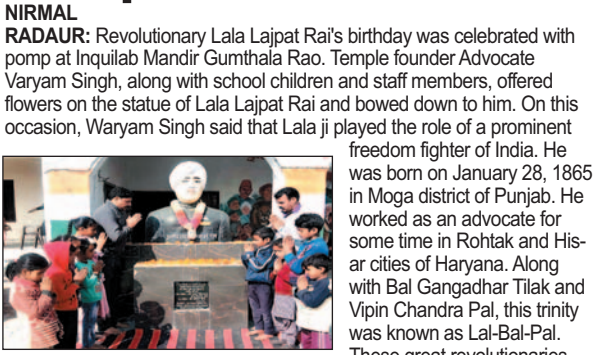 NIRMAL
RADAUR: Revolutionary Lala Lajpat Rai's birthday was celebrated with
pomp at Inquilab Mandir Gumthala Rao. Temple founder Advocate
Varyam Singh, along with school children and staff members, offered
flowers on the statue of Lala Lajpat Rai and bowed down to him. On this
occasion, Waryam Singh said that Lala ji played the role of a prominent
freedom fighter of India. He
was born on January 28, 1865
in Moga district of Punjab. He
worked as an advocate for
some time in Rohtak and His-
ar cities of Haryana. Along
with Bal Gangadhar Tilak and
Vipin Chandra Pal, this trinity
was known as Lal-Bal-Pal.
These great revolutionaries